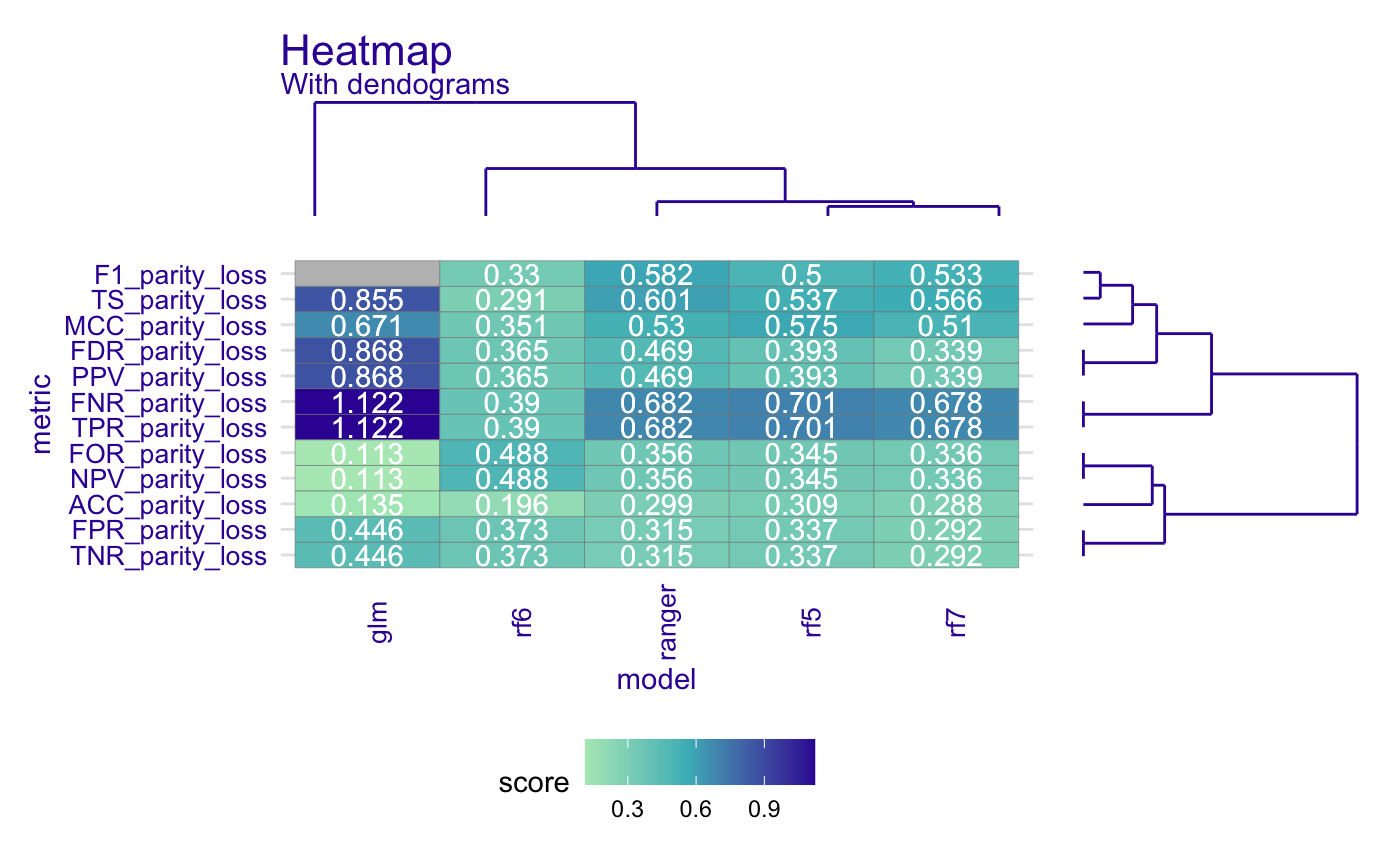 Heatmap
With dendograms
metric
F1_parity_loss 0.33 0.582 0.5 0.533
TS_parity_loss 0.855 0.291 0.601 0.537 0.566
MCC_parity_loss 0.671 0.351 0.53 0.575 0.51
FDR_parity_loss 0.868 0.365 0.469 0.393 0.339
PPV_parity_loss 0.868 0.365 0.469 0.393 0.339
FNR_parity_loss 1.122 0.39 0.682 0.701 0.678
TPR_parity_loss 1.122 0.39 0.682 0.701 0.678
FOR_parity_loss 0.113 0.488 0.356 0.345 0.336
NPV_parity_loss 0.113 0.488 0.356 0.345 0.336
ACC_parity_loss 0.135 0.196 0.299 0.309 0.288
FPR_parity_loss 0.446 0.373 0.315 0.337 0.292
TNR_parity_loss 0.446 0.373 0.315 0.337 0.292
glm rf6 ranger rf5 rf7
model
score
0.3 0.6 0.9